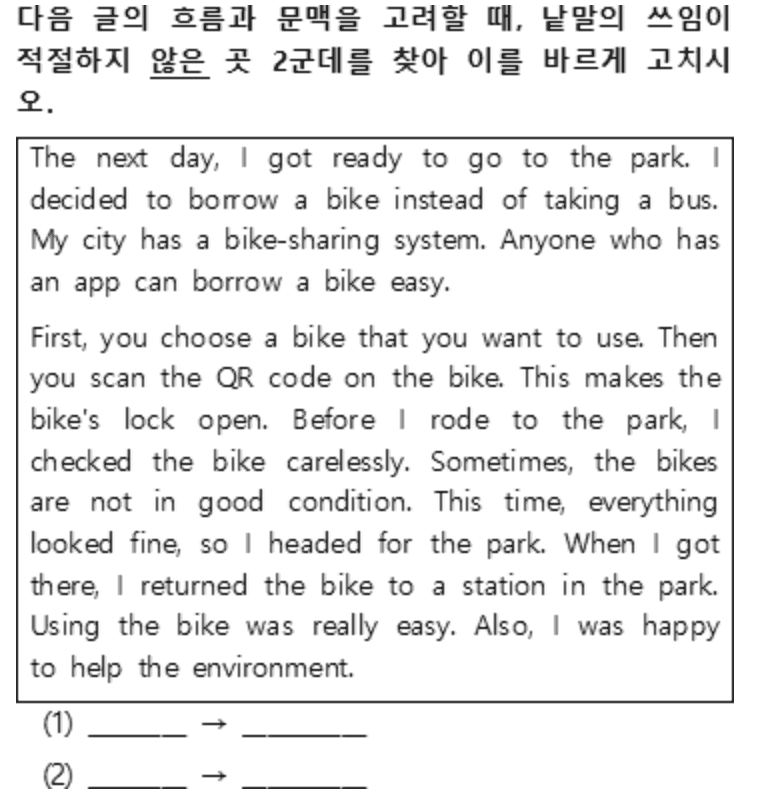 다음 글의 흐름과 문맥을 고려할 때, 낱말의 쓰임이
적절하지 않은 곳 2군데를 찾아 이를 바르게 고치시
오.
The next day, I got ready to go to the park. I
decided to borrow a bike instead of taking a bus.
My city has a bike-sharing system. Anyone who has
an app can borrow a bike easy.
First, you choose a bike that you want to use. Then
you scan the QR code on the bike. This makes the
bike's lock open. Before I rode to the park, I
checked the bike carelessly. Sometimes, the bikes
are not in good condition. This time, everything
looked fine, so I headed for the park. When I got
there, I returned the bike to a station in the park.
Using the bike was really easy. Also, I was happy
to help the environment.
(1) ______ → ______
(2) ______ → ______